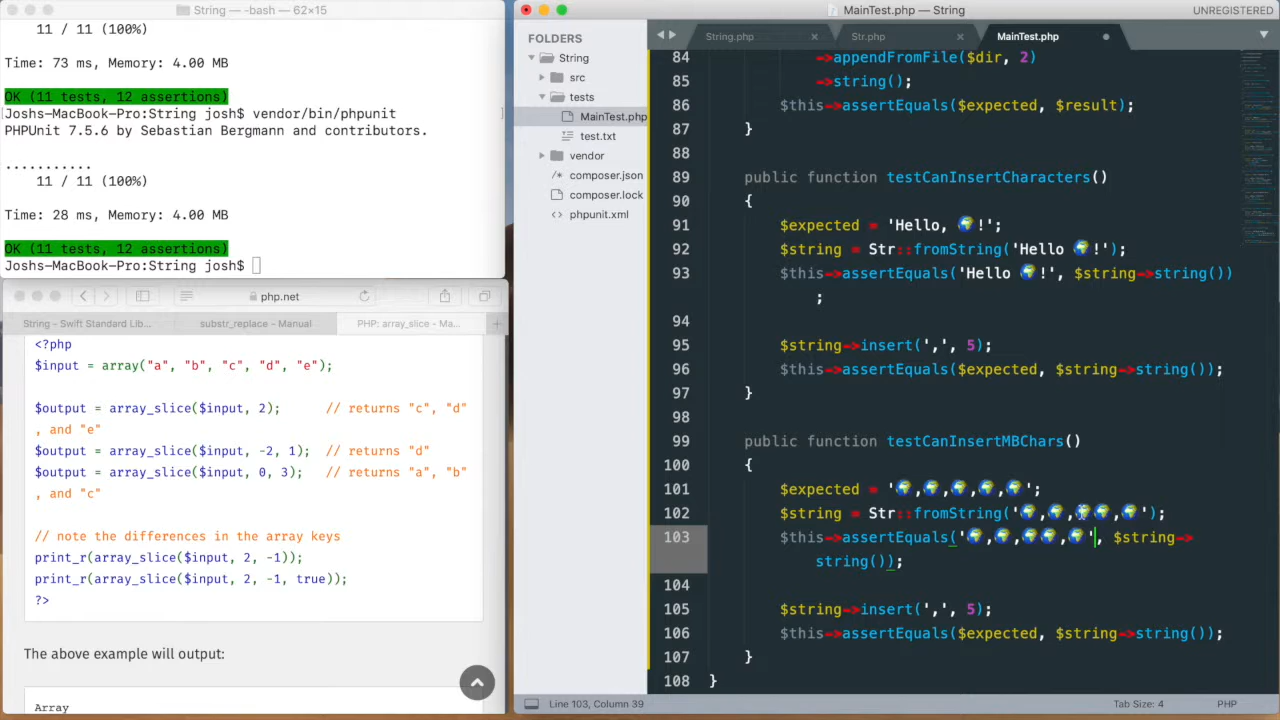 String — -bash — 62×15
11 / 11 (100%)
Time: 73 ms, Memory: 4.00 MB
OK (11 tests, 12 assertions)
Joshs-MacBook-Pro:String josh$ vendor/bin/phpunit
PHPUnit 7.5.6 by Sebastian Bergmann and contributors.
...........
11 / 11 (100%)
Time: 28 ms, Memory: 4.00 MB
OK (11 tests, 12 assertions)
Joshs-MacBook-Pro:String josh$
php.net
String – Swift Standard Lib...
substr_replace – Manual
PHP: array_slice – Ma...
<?php
$input = array("a", "b", "c", "d", "e");
$output = array_slice($input, 2);      // returns "c", "d"
, and "e"
$output = array_slice($input, -2, 1);  // returns "d"
$output = array_slice($input, 0, 3);   // returns "a", "b"
, and "c"
// note the differences in the array keys
print_r(array_slice($input, 2, -1));
print_r(array_slice($input, 2, -1, true));
?>
The above example will output:
Array
MainTest.php — String
UNREGISTERED
FOLDERS
String
src
tests
MainTest.php
test.txt
vendor
composer.json
composer.lock
phpunit.xml
String.php
Str.php
MainTest.php
84 ->appendFromFile($dir, 2)
85 ->string();
86 $this->assertEquals($expected, $result);
87 }
88
89 public function testCanInsertCharacters()
90 {
91 $expected = 'Hello, 🌍!';
92 $string = Str::fromString('Hello 🌍!');
93 $this->assertEquals('Hello 🌍!', $string->string())
;
94
95 $string->insert(',', 5);
96 $this->assertEquals($expected, $string->string());
97 }
98
99 public function testCanInsertMBChars()
100 {
101 $expected = '🌍,🌍,🌍,🌍,🌍';
102 $string = Str::fromString('🌍,🌍,🌍🌍,🌍');
103 $this->assertEquals('🌍,🌍,🌍🌍,🌍', $string->
string());
104
105 $string->insert(',', 5);
106 $this->assertEquals($expected, $string->string());
107 }
108 }
Line 103, Column 39
Tab Size: 4
PHP